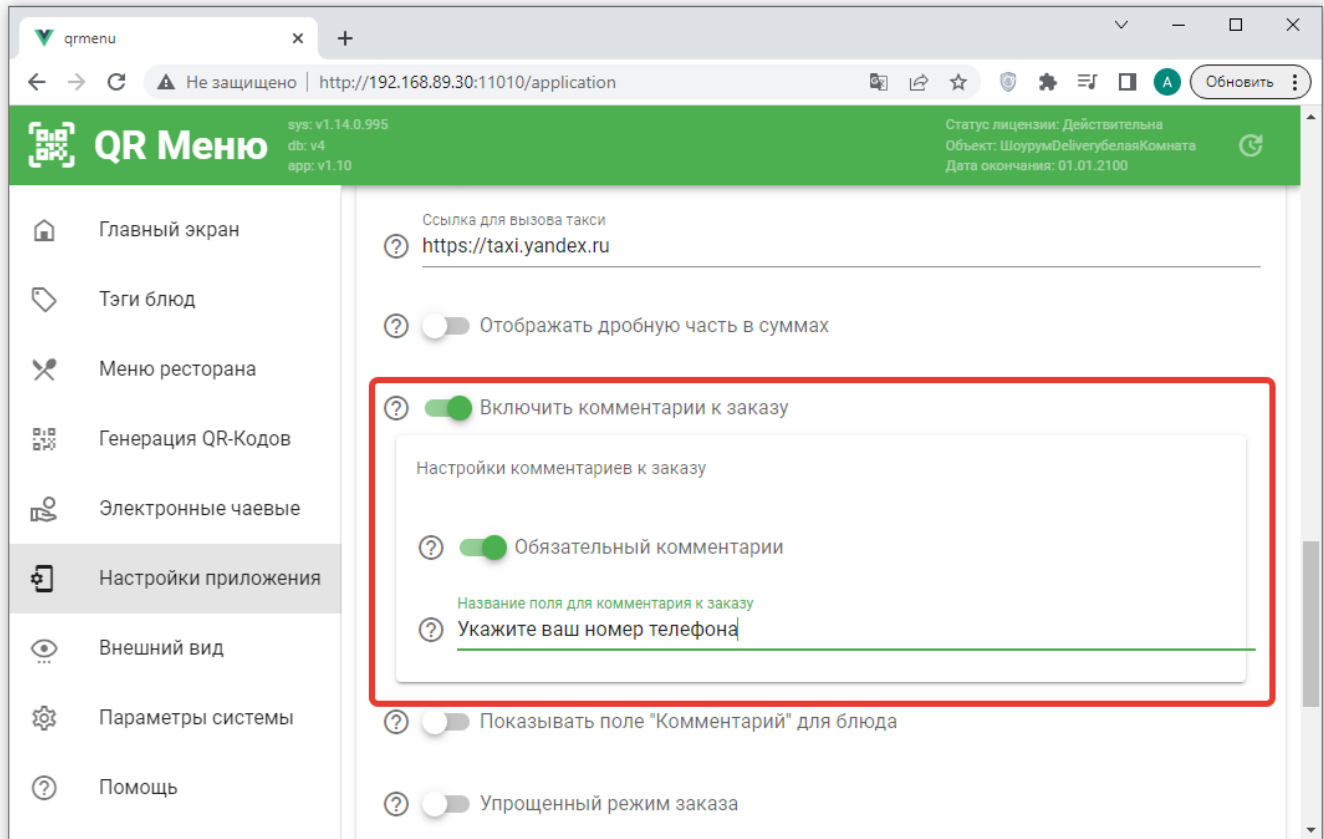 qrmenu
Не защищено http://192.168.89.30:11010/application
A
Обновить
QR Меню
sys: v1.14.0.995
db: v4
app: v1.10
Статус лицензии: Действительна
Объект: ШоурумDeliveryбелаяКомната
Дата окончания: 01.01.2100
Главный экран
Тэги блюд
Меню ресторана
Генерация QR-Кодов
Электронные чаевые
Настройки приложения
Внешний вид
Параметры системы
Помощь
Ссылка для вызова такси
https://taxi.yandex.ru
Отображать дробную часть в суммах
Включить комментарии к заказу
Настройки комментариев к заказу
Обязательный комментарии
Название поля для комментария к заказу
Укажите ваш номер телефона
Показывать поле "Комментарий" для блюда
Упрощенный режим заказа